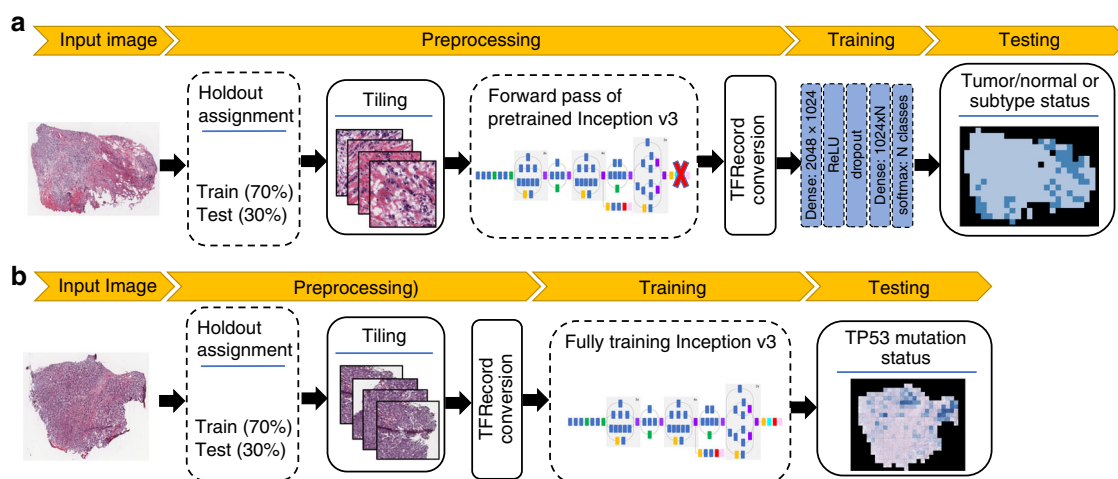 a
Input image
Preprocessing
Training
Testing
Holdout
assignment
Train (70%)
Test (30%)
Tiling
Forward pass of
pretrained Inception v3
TFRecord
conversion
Dense: 2048 × 1024
ReLU
dropout
Dense: 1024xN
softmax: N classes
Tumor/normal or
subtype status
b
Input Image
Preprocessing)
Training
Testing
Holdout
assignment
Train (70%)
Test (30%)
Tiling
TFRecord
conversion
Fully training Inception v3
TP53 mutation
status